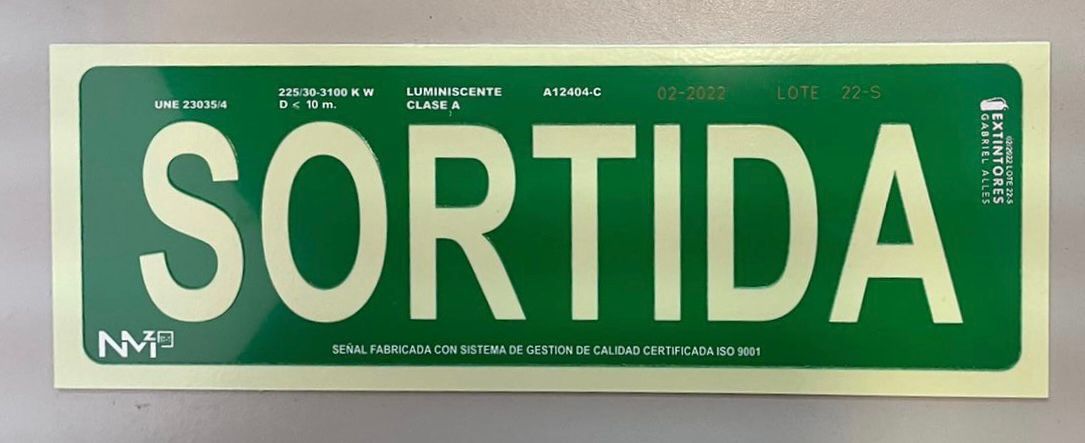 UNE 23035/4
225/30-3100 K W
D < 10 m.
LUMINISCENTE
CLASE A
A12404-C
02-2022 LOTE 22-S
SORTIDA
02/2022 LOTE 22-S
EXTINTORES
GABRIEL ALLES
SEÑAL FABRICADA CON SISTEMA DE GESTION DE CALIDAD CERTIFICADA ISO 9001